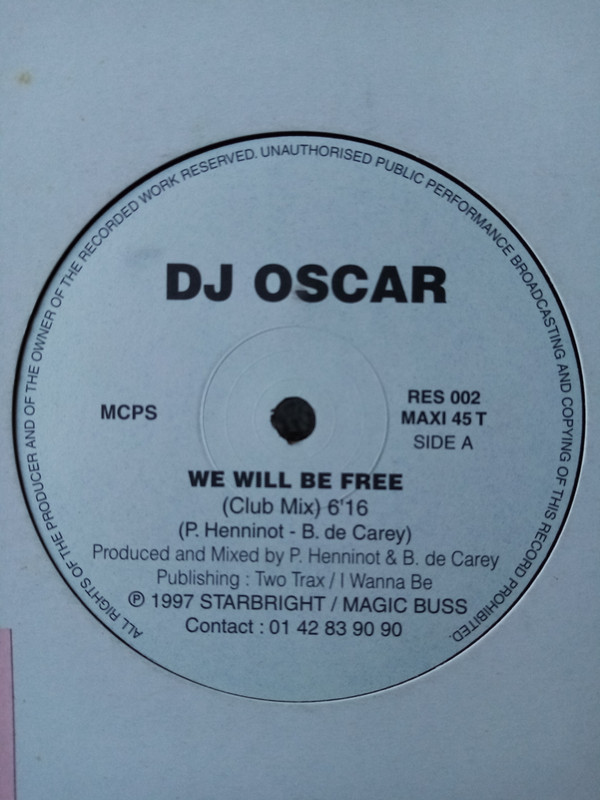 ALL RIGHTS OF THE PRODUCER AND OF THE OWNER OF THE RECORDED WORK RESERVED. UNAUTHORISED PUBLIC PERFORMANCE BROADCASTING AND COPYING OF THIS RECORD PROHIBITED.
DJ OSCAR
MCPS
RES 002
MAXI 45 T
SIDE A
WE WILL BE FREE
(Club Mix) 6'16
(P. Henninot - B. de Carey)
Produced and Mixed by P. Henninot & B. de Carey
Publishing : Two Trax / I Wanna Be
℗ 1997 STARBRIGHT / MAGIC BUSS
Contact : 01 42 83 90 90